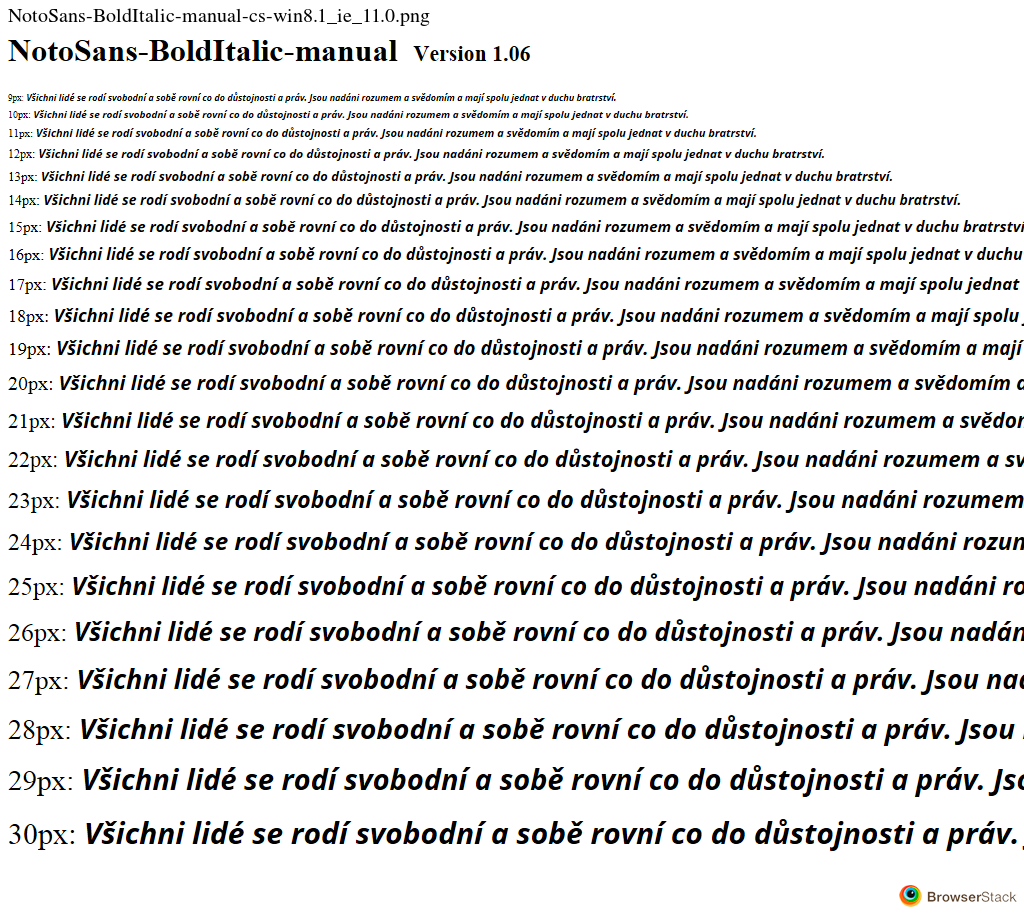 NotoSans-BoldItalic-manual-cs-win8.1_ie_11.0.png
NotoSans-BoldItalic-manual Version 1.06
9px: Všichni lidé se rodí svobodní a sobě rovní co do důstojnosti a práv. Jsou nadáni rozumem a svědomím a mají spolu jednat v duchu bratrství.
10px: Všichni lidé se rodí svobodní a sobě rovní co do důstojnosti a práv. Jsou nadáni rozumem a svědomím a mají spolu jednat v duchu bratrství.
11px: Všichni lidé se rodí svobodní a sobě rovní co do důstojnosti a práv. Jsou nadáni rozumem a svědomím a mají spolu jednat v duchu bratrství.
12px: Všichni lidé se rodí svobodní a sobě rovní co do důstojnosti a práv. Jsou nadáni rozumem a svědomím a mají spolu jednat v duchu bratrství.
13px: Všichni lidé se rodí svobodní a sobě rovní co do důstojnosti a práv. Jsou nadáni rozumem a svědomím a mají spolu jednat v duchu bratrství.
14px: Všichni lidé se rodí svobodní a sobě rovní co do důstojnosti a práv. Jsou nadáni rozumem a svědomím a mají spolu jednat v duchu bratrství.
15px: Všichni lidé se rodí svobodní a sobě rovní co do důstojnosti a práv. Jsou nadáni rozumem a svědomím a mají spolu jednat v duchu bratrství
16px: Všichni lidé se rodí svobodní a sobě rovní co do důstojnosti a práv. Jsou nadáni rozumem a svědomím a mají spolu jednat v duchu
17px: Všichni lidé se rodí svobodní a sobě rovní co do důstojnosti a práv. Jsou nadáni rozumem a svědomím a mají spolu jednat
18px: Všichni lidé se rodí svobodní a sobě rovní co do důstojnosti a práv. Jsou nadáni rozumem a svědomím a mají spolu
19px: Všichni lidé se rodí svobodní a sobě rovní co do důstojnosti a práv. Jsou nadáni rozumem a svědomím a mají
20px: Všichni lidé se rodí svobodní a sobě rovní co do důstojnosti a práv. Jsou nadáni rozumem a svědomím a
21px: Všichni lidé se rodí svobodní a sobě rovní co do důstojnosti a práv. Jsou nadáni rozumem a svědom
22px: Všichni lidé se rodí svobodní a sobě rovní co do důstojnosti a práv. Jsou nadáni rozumem a sv
23px: Všichni lidé se rodí svobodní a sobě rovní co do důstojnosti a práv. Jsou nadáni rozumem
24px: Všichni lidé se rodí svobodní a sobě rovní co do důstojnosti a práv. Jsou nadáni rozum
25px: Všichni lidé se rodí svobodní a sobě rovní co do důstojnosti a práv. Jsou nadáni ro
26px: Všichni lidé se rodí svobodní a sobě rovní co do důstojnosti a práv. Jsou nadán
27px: Všichni lidé se rodí svobodní a sobě rovní co do důstojnosti a práv. Jsou nad
28px: Všichni lidé se rodí svobodní a sobě rovní co do důstojnosti a práv. Jsou
29px: Všichni lidé se rodí svobodní a sobě rovní co do důstojnosti a práv. Jso
30px: Všichni lidé se rodí svobodní a sobě rovní co do důstojnosti a práv.
BrowserStack